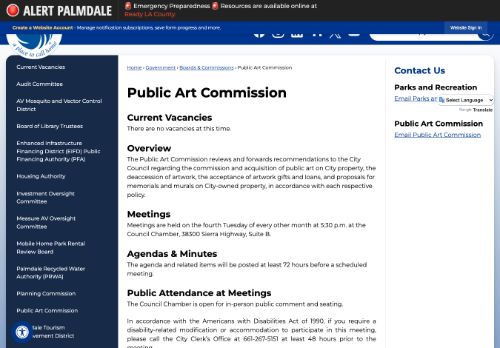 ALERT PALMDALE
Emergency Preparedness Resources are available online at
Ready LA County.
Create a Website Account - Manage notification subscriptions, save form progress and more.
Website Sign In
a place to call home
Select Language
Translate
Current Vacancies
Audit Committee
AV Mosquito and Vector Control
District
Board of Library Trustees
Enhanced Infrastructure
Financing District (EIFD) Public
Financing Authority (PFA)
Housing Authority
Investment Oversight
Committee
Measure AV Oversight
Committee
Mobile Home Park Rental
Review Board
Palmdale Recycled Water
Authority (PRWA)
Planning Commission
Public Art Commission
dale Tourism
vement District
Home › Government › Boards & Commissions › Public Art Commission
Public Art Commission
Current Vacancies
There are no vacancies at this time.
Overview
The Public Art Commission reviews and forwards recommendations to the City
Council regarding the commission and acquisition of public art on City property, the
deaccession of artwork, the acceptance of artwork gifts and loans, and proposals for
memorials and murals on City-owned property, in accordance with each respective
policy.
Meetings
Meetings are held on the fourth Tuesday of every other month at 5:30 p.m. at the
Council Chamber, 38300 Sierra Highway, Suite B.
Agendas & Minutes
The agenda and related items will be posted at least 72 hours before a scheduled
meeting.
Public Attendance at Meetings
The Council Chamber is open for in-person public comment and seating.
In accordance with the Americans with Disabilities Act of 1990, if you require a
disability-related modification or accommodation to participate in this meeting,
please call the City Clerk's Office at 661-267-5151 at least 48 hours prior to the
meeting.
Contact Us
Parks and Recreation
Email Parks an
Public Art Commission
Email Public Art Commission